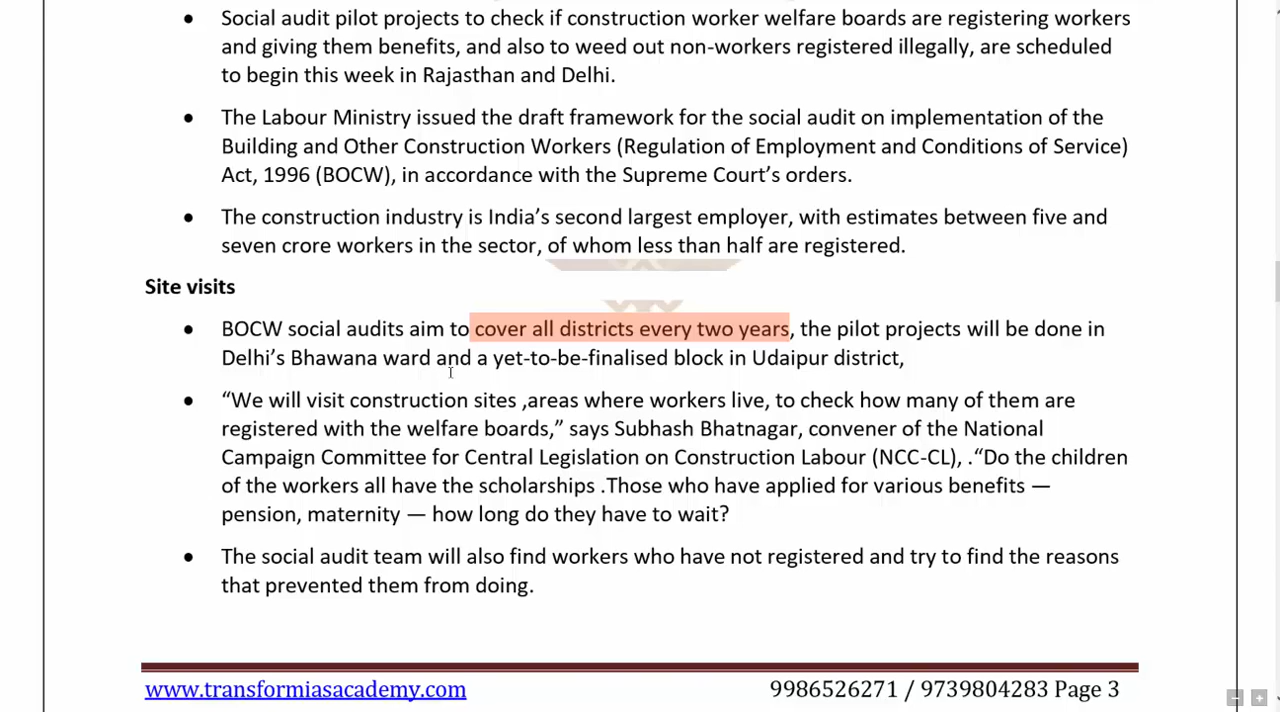 Social audit pilot projects to check if construction worker welfare boards are registering workers
and giving them benefits, and also to weed out non-workers registered illegally, are scheduled
to begin this week in Rajasthan and Delhi.
The Labour Ministry issued the draft framework for the social audit on implementation of the
Building and Other Construction Workers (Regulation of Employment and Conditions of Service)
Act, 1996 (BOCW), in accordance with the Supreme Court’s orders.
The construction industry is India’s second largest employer, with estimates between five and
seven crore workers in the sector, of whom less than half are registered.
Site visits
BOCW social audits aim to cover all districts every two years, the pilot projects will be done in
Delhi’s Bhawana ward and a yet-to-be-finalised block in Udaipur district,
“We will visit construction sites ,areas where workers live, to check how many of them are
registered with the welfare boards,” says Subhash Bhatnagar, convener of the National
Campaign Committee for Central Legislation on Construction Labour (NCC-CL), .“Do the children
of the workers all have the scholarships .Those who have applied for various benefits —
pension, maternity — how long do they have to wait?
The social audit team will also find workers who have not registered and try to find the reasons
that prevented them from doing.
www.transformiasacademy.com 9986526271 / 9739804283 Page 3